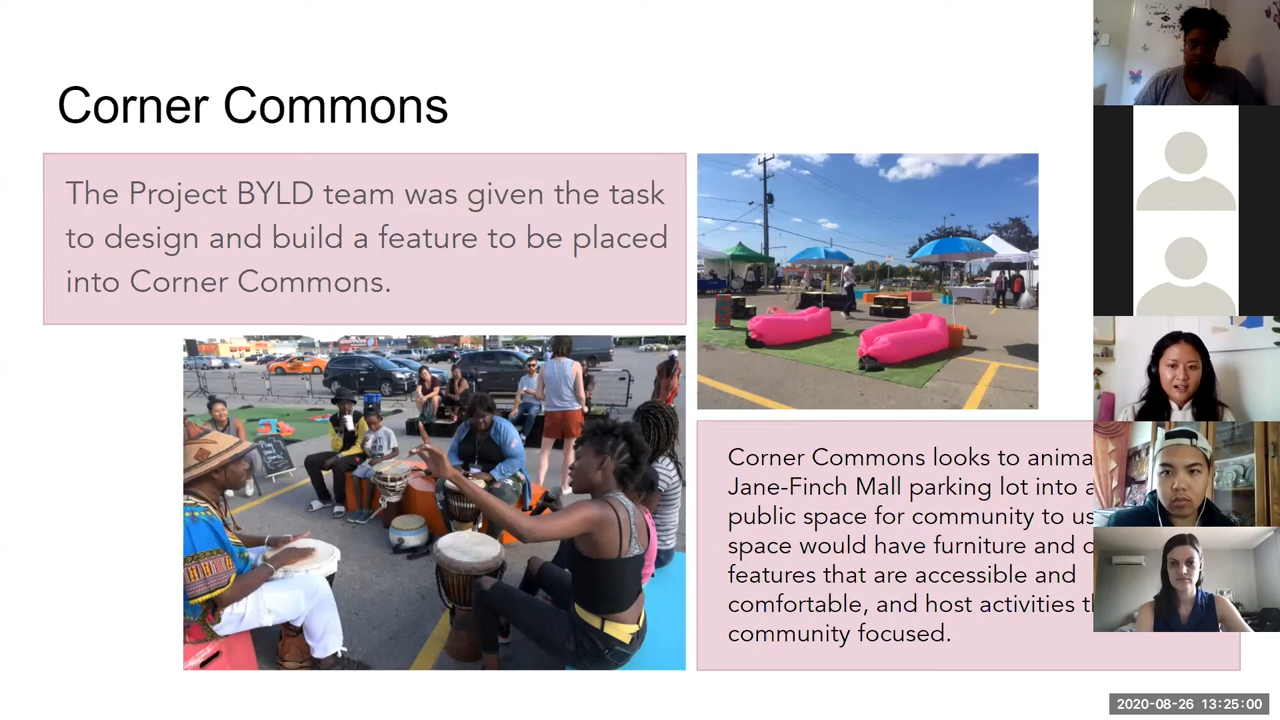 Corner Commons
The Project BYLD team was given the task
to design and build a feature to be placed
into Corner Commons.
Corner Commons looks to
Jane-Finch Mall parking lot into
public space for community to
space would have furniture and
features that are accessible and
comfortable, and host activities
community focused.
2020-08-26 13:25:00